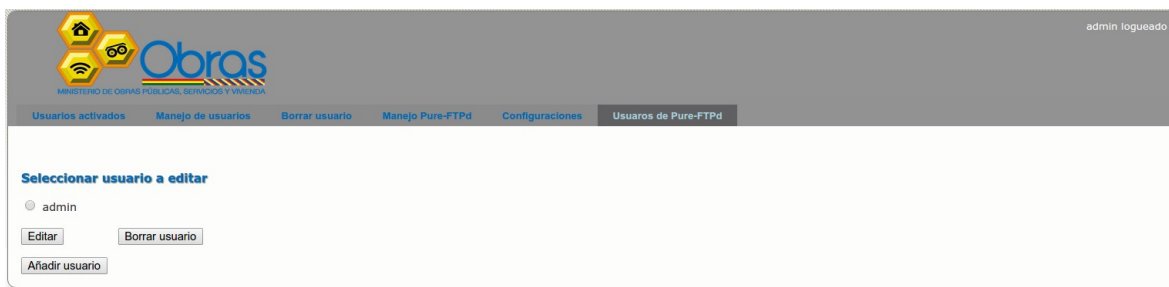 admin logueado
Obras
MINISTERIO DE OBRAS PÚBLICAS, SERVICIOS Y VIVIENDA
Usuarios activados Manejo de usuarios Borrar usuario Manejo Pure-FTPd Configuraciones Usuaros de Pure-FTPd
Seleccionar usuario a editar
admin
Editar Borrar usuario
Añadir usuario